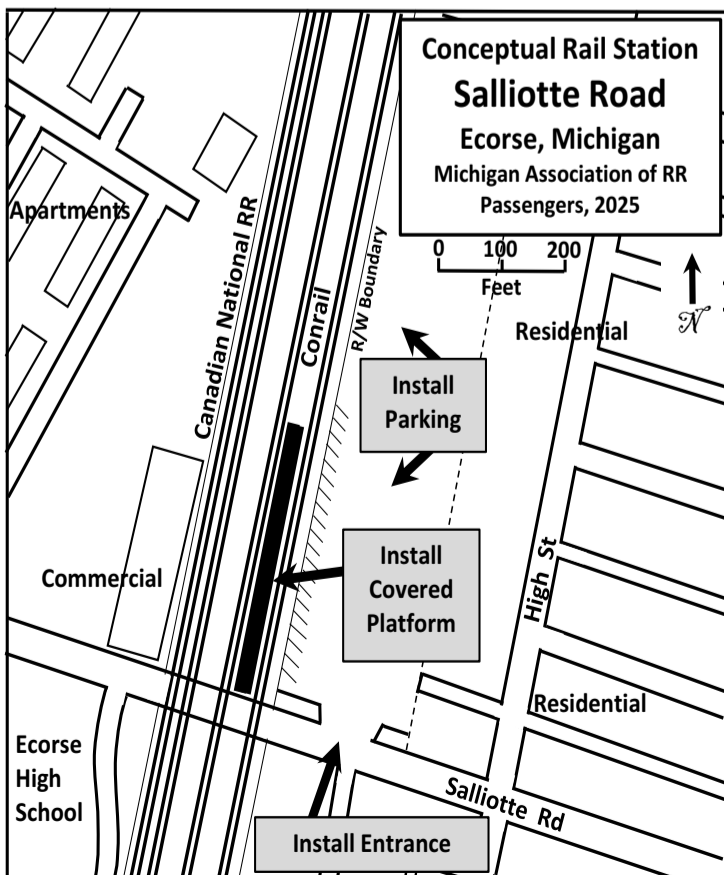 Conceptual Rail Station
Salliotte Road
Ecorse, Michigan
Michigan Association of RR
Passengers, 2025
0 100 200
Feet
N
Apartments
Canadian National RR
Conrail
R/W Boundary
Residential
Install
Parking
Install
Covered
Platform
Commercial
High St
Residential
Ecorse
High
School
Salliotte Rd
Install Entrance